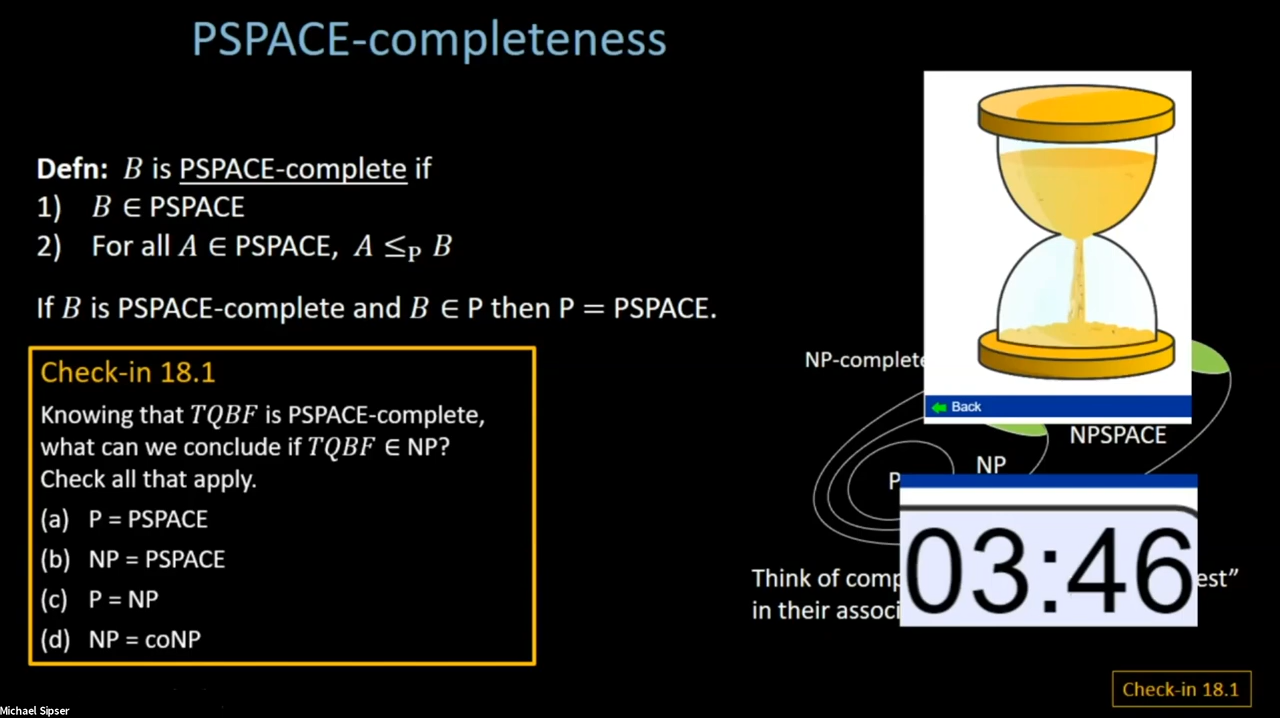 PSPACE-completeness
Defn: B is PSPACE-complete if
1) B ∈ PSPACE
2) For all A ∈ PSPACE, A ≤P B
If B is PSPACE-complete and B ∈ P then P = PSPACE.
Check-in 18.1
Knowing that TQBF is PSPACE-complete,
what can we conclude if TQBF ∈ NP?
Check all that apply.
(a) P = PSPACE
(b) NP = PSPACE
(c) P = NP
(d) NP = coNP
NP-complete
Back
NPSPACE
NP
P
03:46
Think of
in their
Check-in 18.1
Michael Sipser